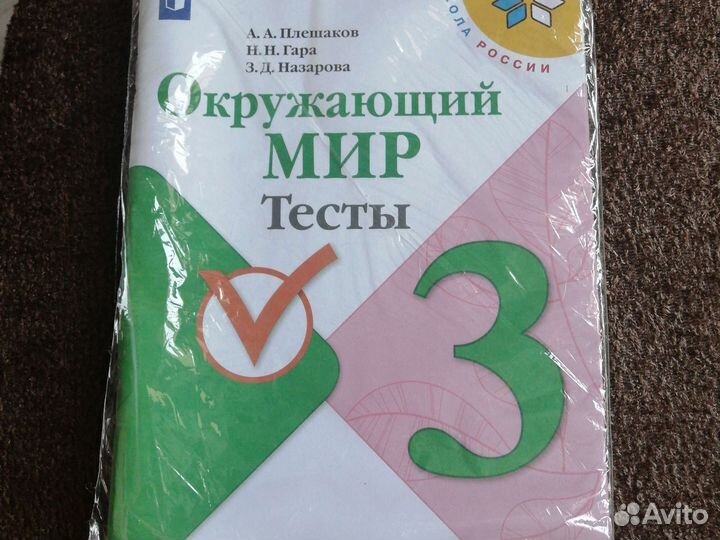 А. А. Плешаков
Н. Н. Гара
З. Д. Назарова
ОЛА РОССИИ
Окружающий
МИР
Тесты
3
Avito